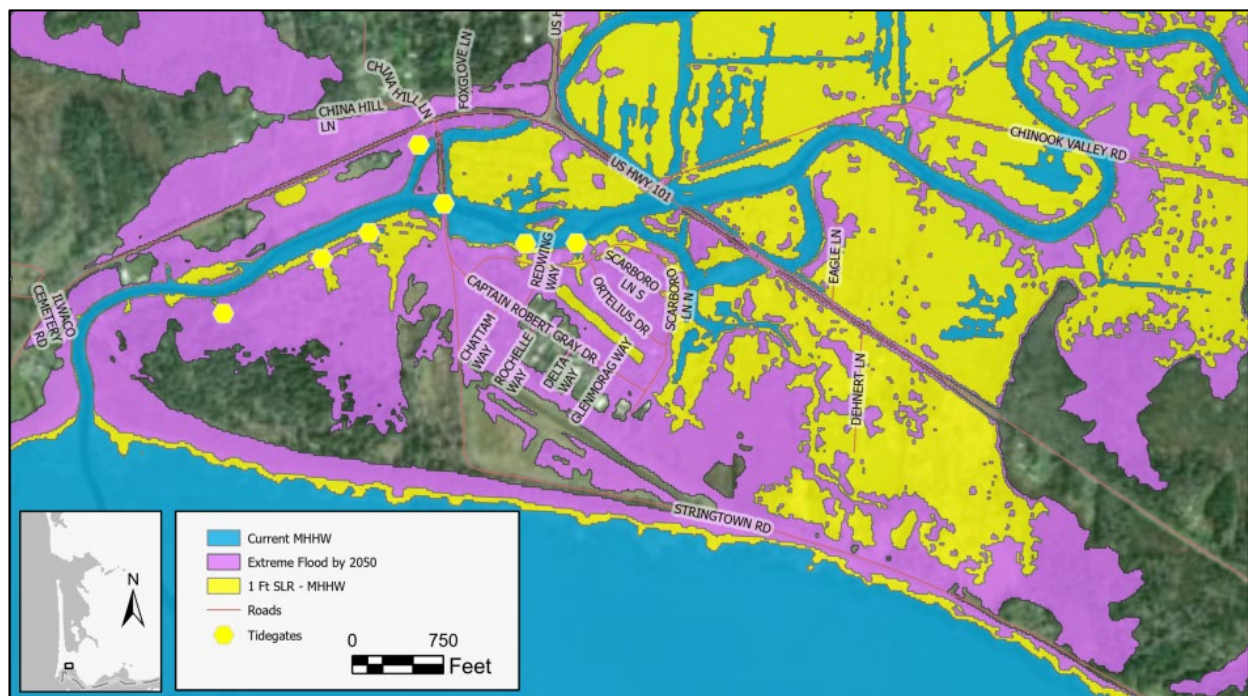 US H
FOXGLOVE LN
CHINA HILL LN
CHINA HILL
LN
CHINOOK VALLEY RD
US HWY 101
EAGLE LN
REDWING
WAY
SCARBORO
LN S
SCARBORO
LN N
ORTELIUS DR
ILWACO
CEMETERY
RD
CAPTAIN ROBERT GRAY DR
CHATTAM
WAY
ROCHELLE
WAY
DELTA
WAY
GLENMORAG WAY
DEHNERT LN
STRINGTOWN RD
N
Current MHHW
Extreme Flood by 2050
1 Ft SLR - MHHW
Roads
Tidegates
0 750
Feet